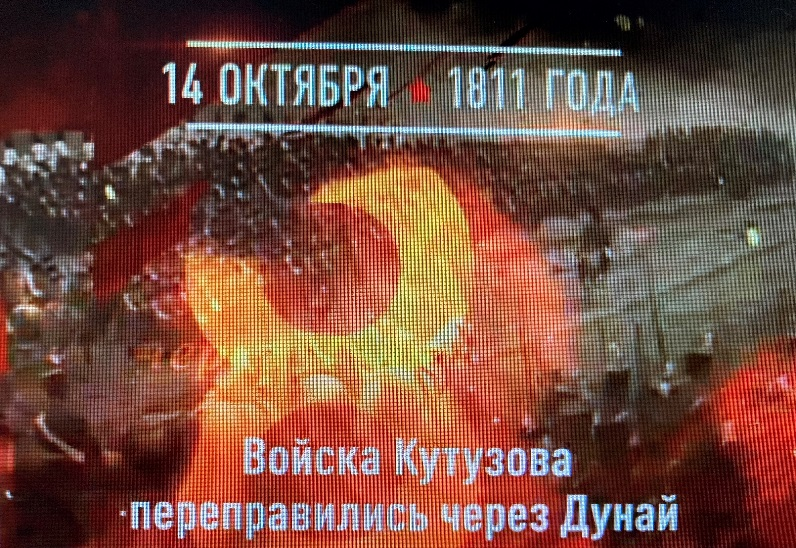 14 ОКТЯБРЯ 1811 ГОДА
Войска Кутузова
переправились через Дунай